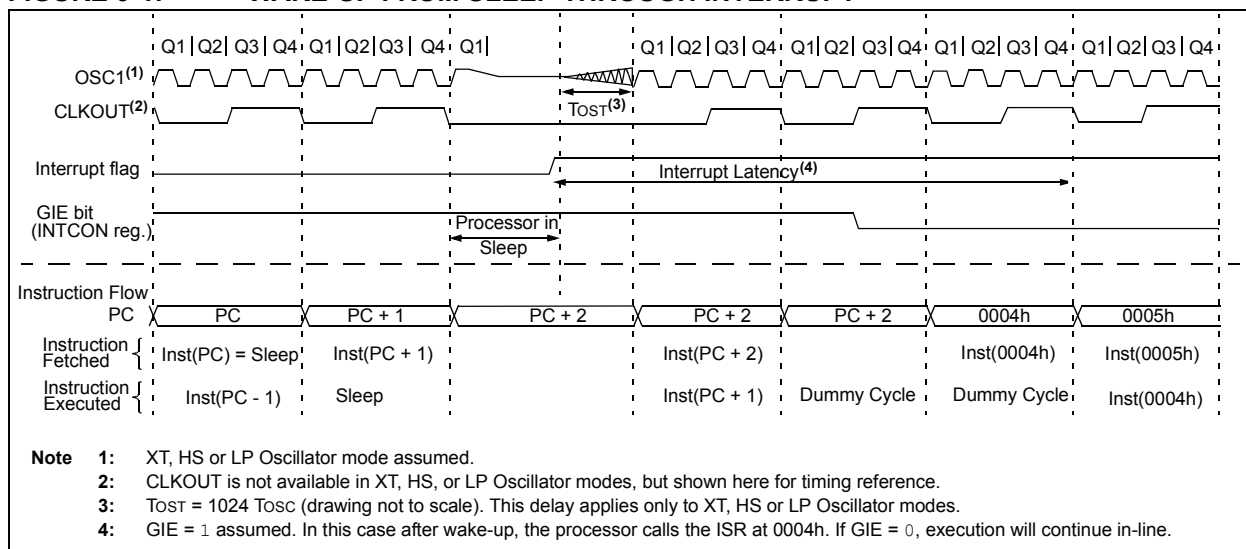 Q1 Q2 Q3 Q4 Q1 Q2 Q3 Q4 Q1 Q1 Q2 Q3 Q4 Q1 Q2 Q3 Q4 Q1 Q2 Q3 Q4 Q1 Q2 Q3 Q4
OSC1(1)
CLKOUT(2)
TOST(3)
Interrupt flag
Interrupt Latency(4)
GIE bit
(INTCON reg.)
Processor in
Sleep
Instruction Flow
PC PC PC + 1 PC + 2 PC + 2 PC + 2 0004h 0005h
Instruction
Fetched
Inst(PC) = Sleep Inst(PC + 1) Inst(PC + 2) Inst(0004h) Inst(0005h)
Instruction
Executed
Inst(PC - 1) Sleep Inst(PC + 1) Dummy Cycle Dummy Cycle Inst(0004h)
Note 1: XT, HS or LP Oscillator mode assumed.
2: CLKOUT is not available in XT, HS, or LP Oscillator modes, but shown here for timing reference.
3: TOST = 1024 TOSC (drawing not to scale). This delay applies only to XT, HS or LP Oscillator modes.
4: GIE = 1 assumed. In this case after wake-up, the processor calls the ISR at 0004h. If GIE = 0, execution will continue in-line.